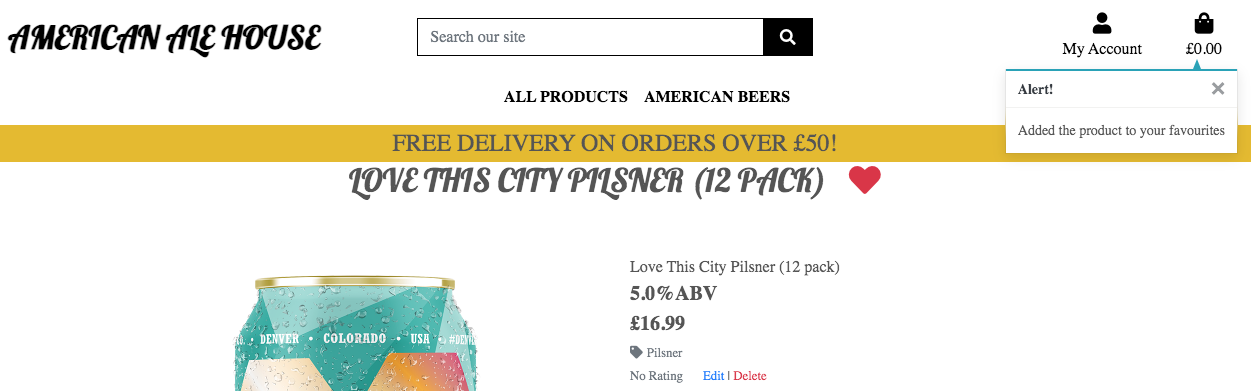 AMERICAN ALE HOUSE
Search our site
My Account
£0.00
ALL PRODUCTS AMERICAN BEERS
Alert!
Added the product to your favourites
FREE DELIVERY ON ORDERS OVER £50!
LOVE THIS CITY PILSNER (12 PACK)
Love This City Pilsner (12 pack)
5.0% ABV
£16.99
Pilsner
No Rating Edit | Delete
DENVER • COLORADO • USA